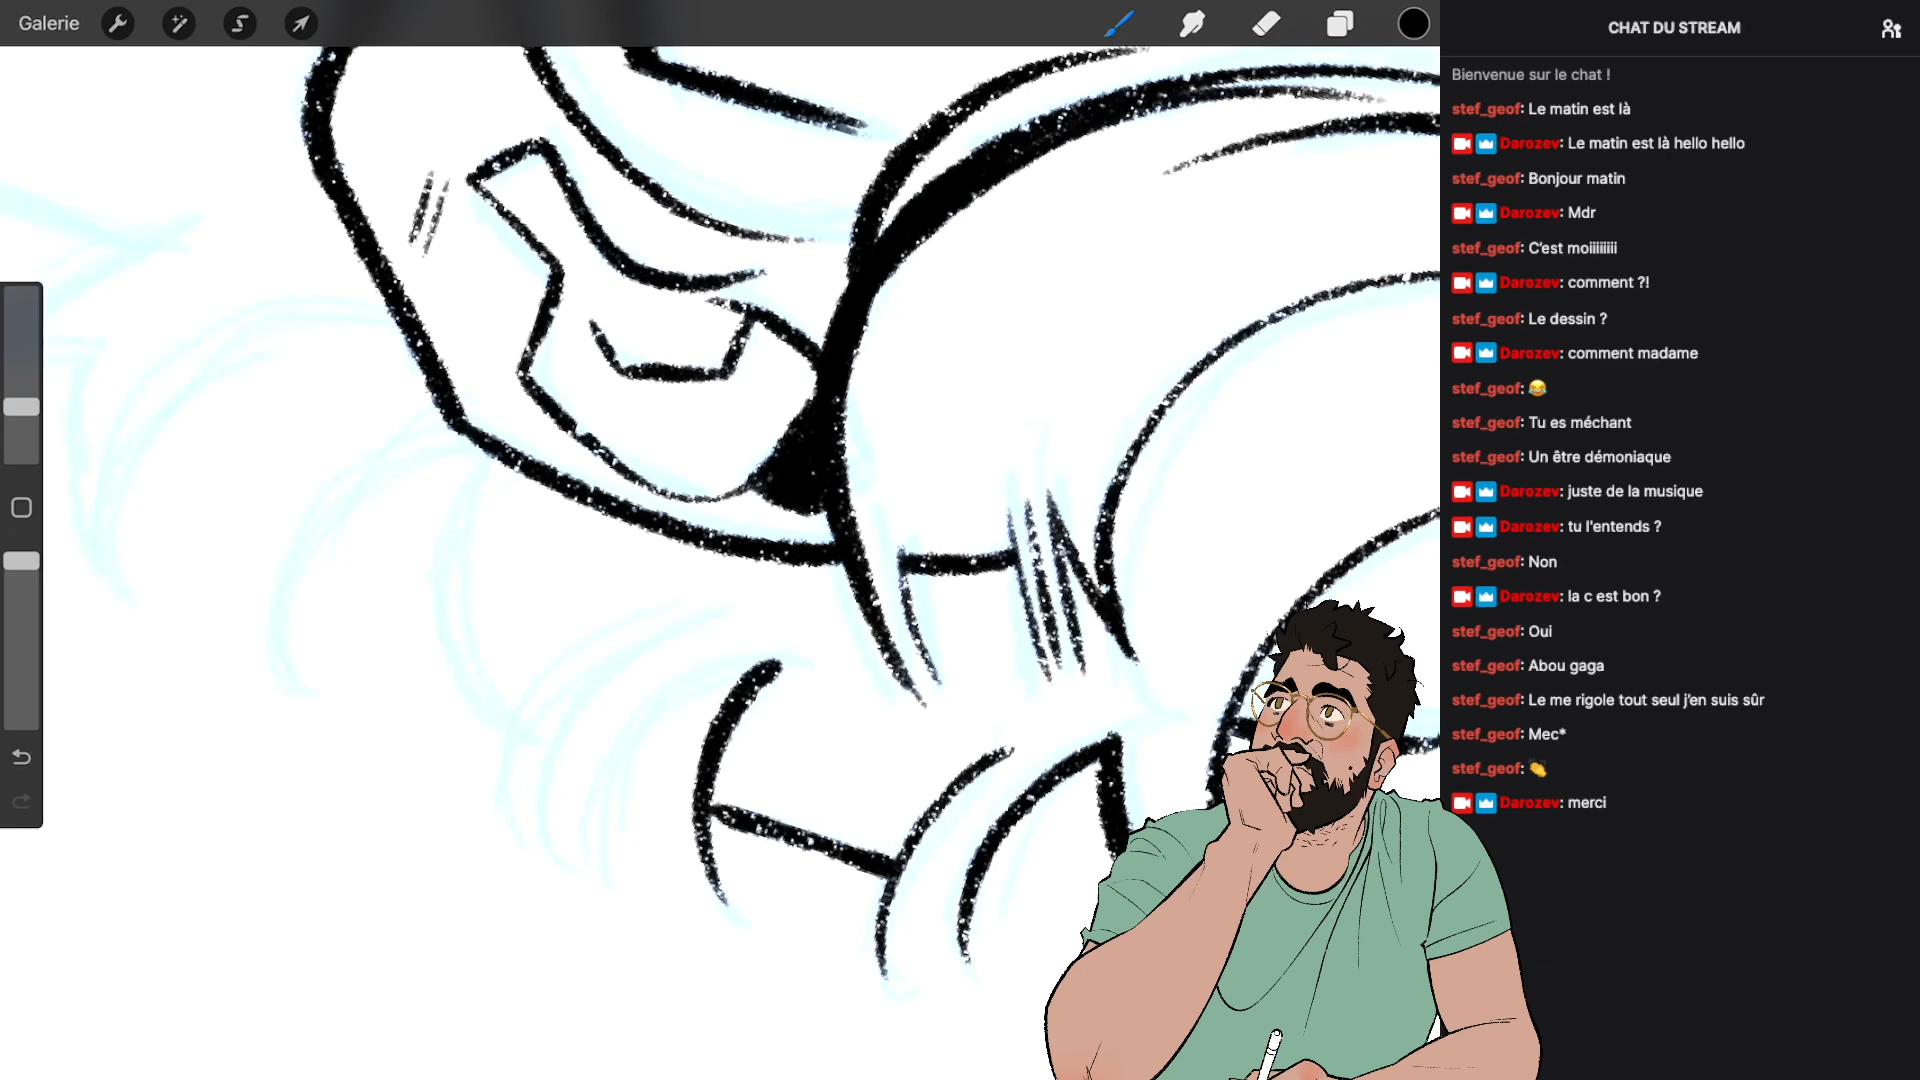 Galerie
CHAT DU STREAM
Bienvenue sur le chat !
stef_geof: Le matin est là
Darozev: Le matin est là hello hello
stef_geof: Bonjour matin
Darozev: Mdr
stef_geof: C'est moiiiiiiiii
Darozev: comment ?!
stef_geof: Le dessin ?
Darozev: comment madame
stef_geof: 😂
stef_geof: Tu es méchant
stef_geof: Un être démoniaque
Darozev: juste de la musique
Darozev: tu l'entends ?
stef_geof: Non
Darozev: la c est bon ?
stef_geof: Oui
stef_geof: Abou gaga
stef_geof: Le me rigole tout seul j'en suis sûr
stef_geof: Mec*
stef_geof: 👏
Darozev: merci